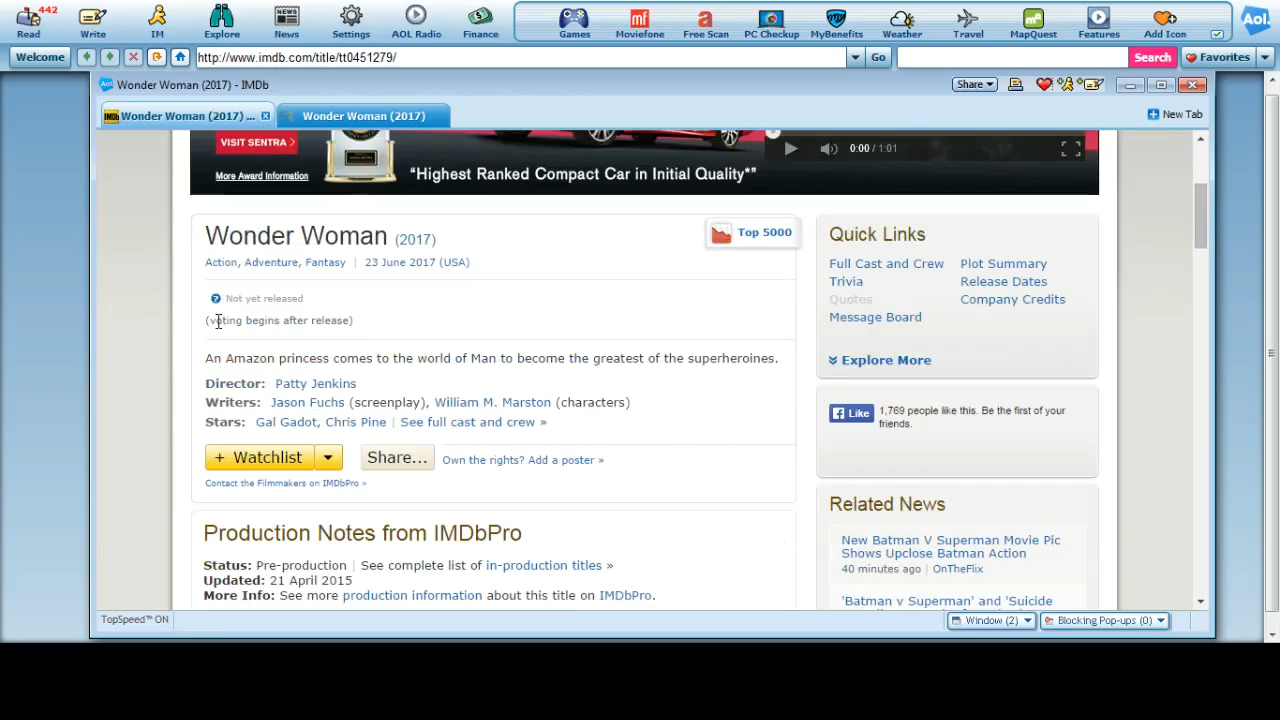 442
Read Write IM Explore News Settings AOL Radio Finance Games Moviefone Free Scan PC Checkup MyBenefits Weather Travel MapQuest Features Add Icon Aol.
Welcome http://www.imdb.com/title/tt0451279/ Go Search Favorites
Aol Wonder Woman (2017) - IMDb Share
IMDb Wonder Woman (2017) ... Wonder Woman (2017) New Tab
VISIT SENTRA
More Award Information "Highest Ranked Compact Car in Initial Quality*" 0:00 / 1:01
Wonder Woman (2017) Top 5000
Action, Adventure, Fantasy | 23 June 2017 (USA)
? Not yet released
(voting begins after release)
An Amazon princess comes to the world of Man to become the greatest of the superheroines.
Director: Patty Jenkins
Writers: Jason Fuchs (screenplay), William M. Marston (characters)
Stars: Gal Gadot, Chris Pine | See full cast and crew »
+ Watchlist Share... Own the rights? Add a poster »
Contact the Filmmakers on IMDbPro »
Production Notes from IMDbPro
Status: Pre-production | See complete list of in-production titles »
Updated: 21 April 2015
More Info: See more production information about this title on IMDbPro.
Quick Links
Full Cast and Crew Plot Summary
Trivia Release Dates
Quotes Company Credits
Message Board
Explore More
f Like 1,769 people like this. Be the first of your
friends.
Related News
New Batman V Superman Movie Pic
Shows Upclose Batman Action
40 minutes ago | OnTheFlix
'Batman v Superman' and 'Suicide
TopSpeed™ ON Window (2) Blocking Pop-ups (0)